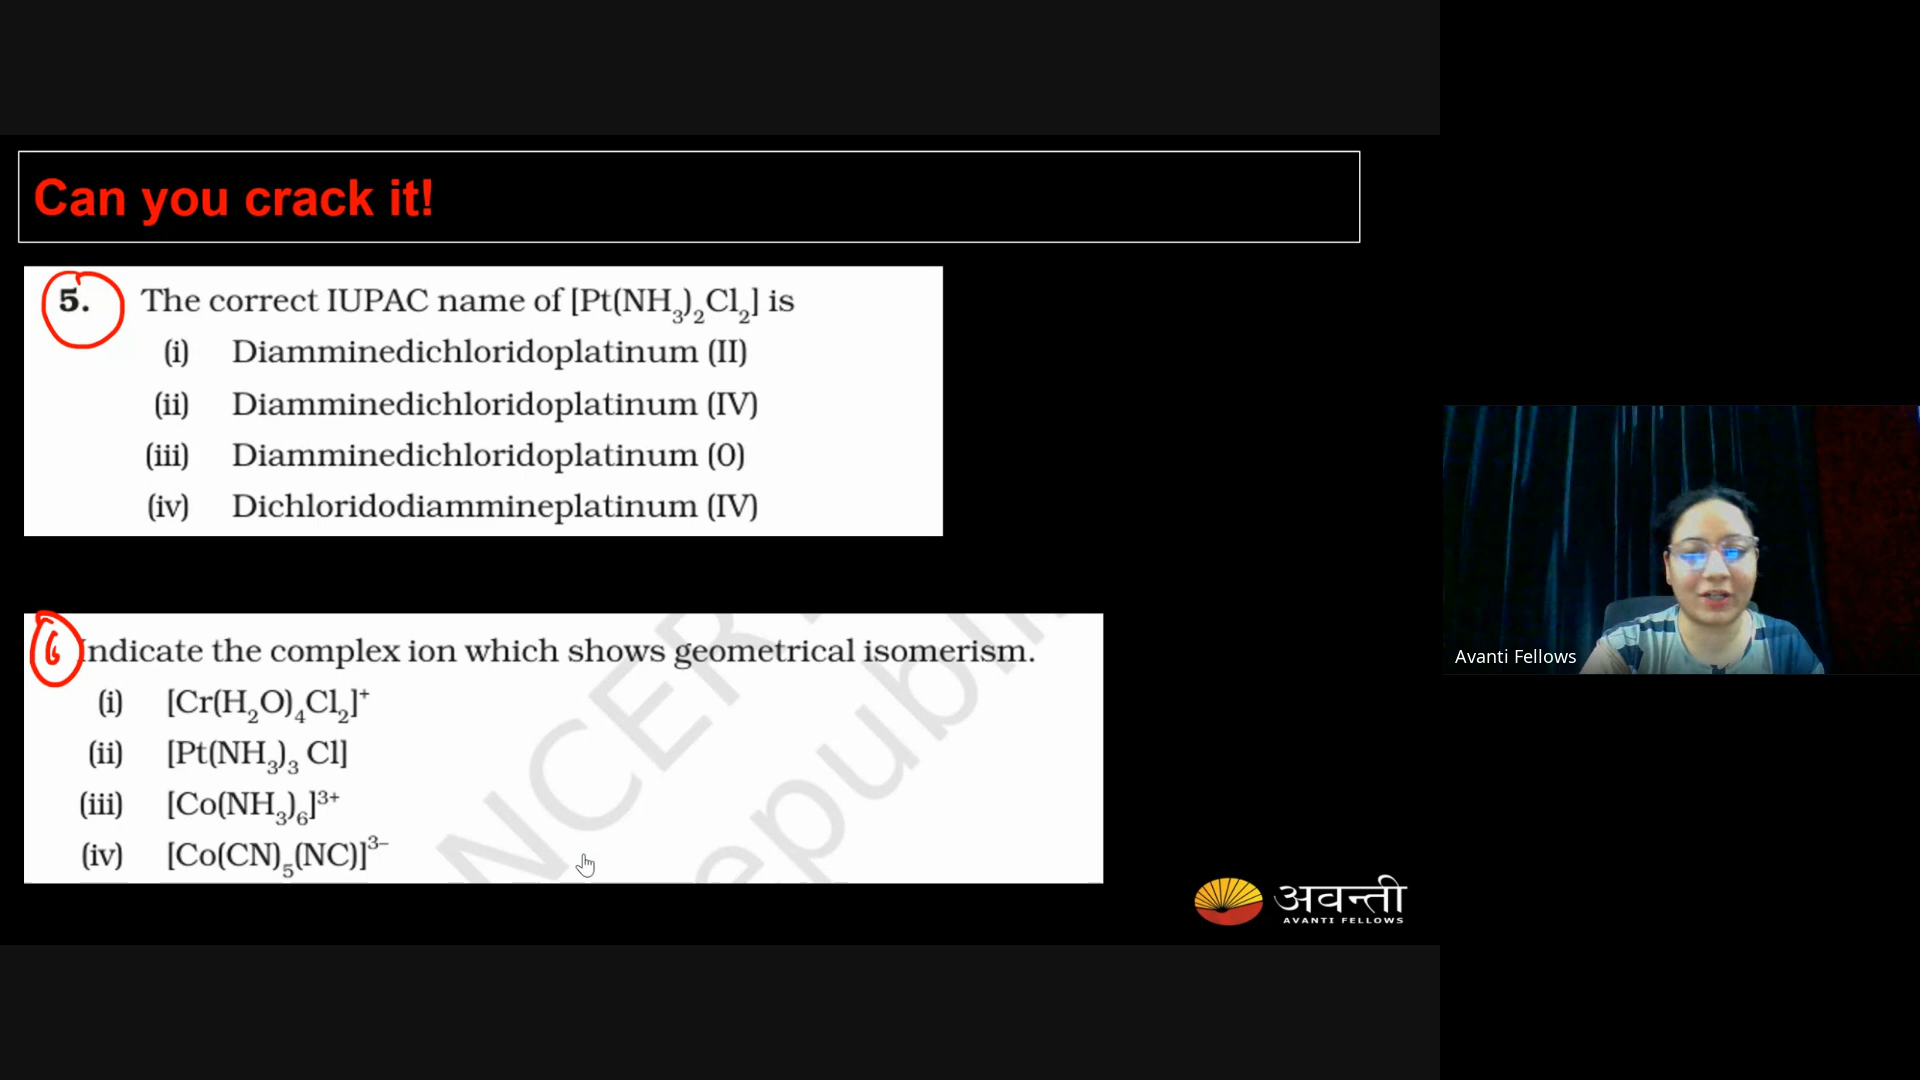 Can you crack it!
5. The correct IUPAC name of [Pt(NH₃)₂Cl₂] is
(i) Diamminedichloridoplatinum (II)
(ii) Diamminedichloridoplatinum (IV)
(iii) Diamminedichloridoplatinum (0)
(iv) Dichloridodiammineplatinum (IV)
6 Indicate the complex ion which shows geometrical isomerism.
(i) [Cr(H₂O)₄Cl₂]⁺
(ii) [Pt(NH₃)₃ Cl]
(iii) [Co(NH₃)₆]³⁺
(iv) [Co(CN)₅(NC)]³⁻
NCERT
republi
अवन्ती
AVANTI FELLOWS
Avanti Fellows